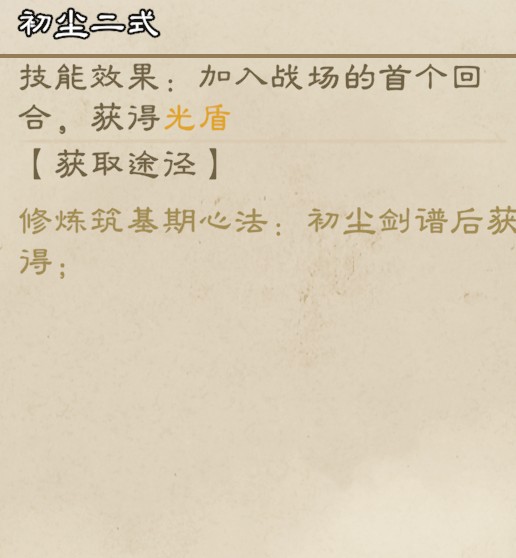 初尘二式
技能效果：加入战场的首个回
合，获得光盾
【获取途径】
修炼筑基期心法：初尘剑谱后获
得；